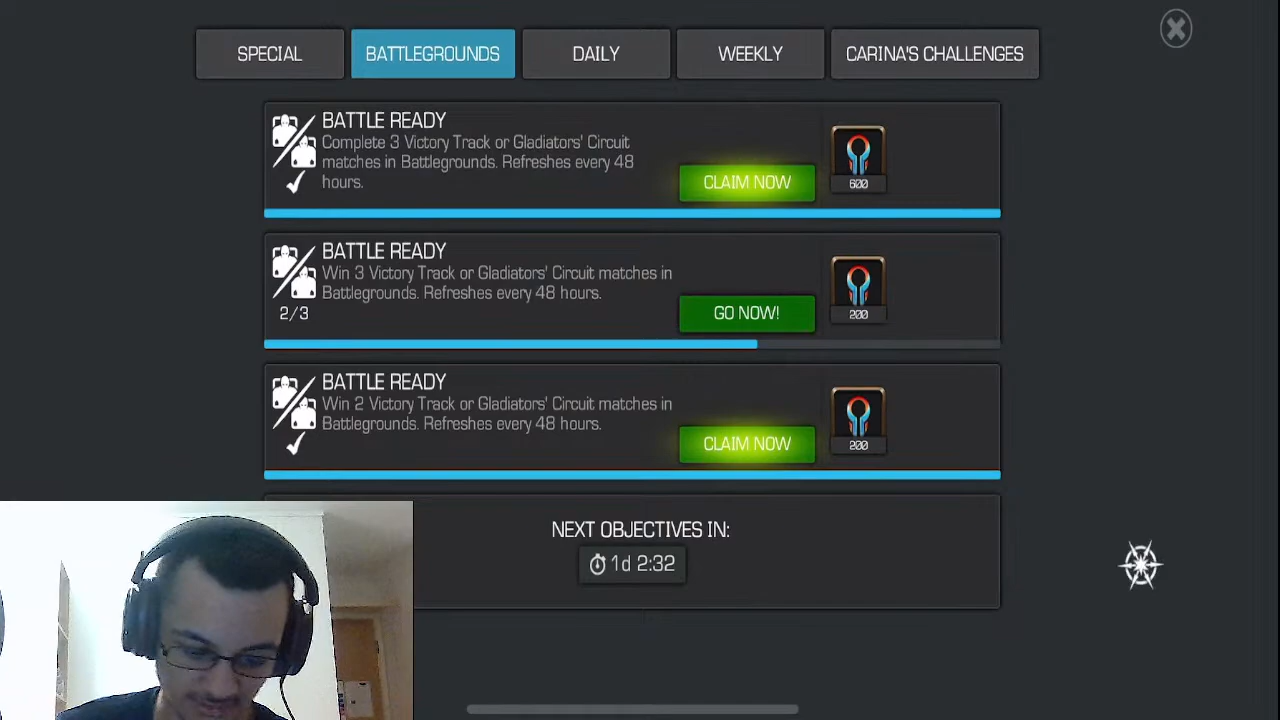 SPECIAL
BATTLEGROUNDS
DAILY
WEEKLY
CARINA'S CHALLENGES
BATTLE READY
Complete 3 Victory Track or Gladiators' Circuit
matches in Battlegrounds. Refreshes every 48
hours.
CLAIM NOW
600
BATTLE READY
Win 3 Victory Track or Gladiators' Circuit matches in
Battlegrounds. Refreshes every 48 hours.
2/3
GO NOW!
200
BATTLE READY
Win 2 Victory Track or Gladiators' Circuit matches in
Battlegrounds. Refreshes every 48 hours.
CLAIM NOW
200
NEXT OBJECTIVES IN:
1d 2:32